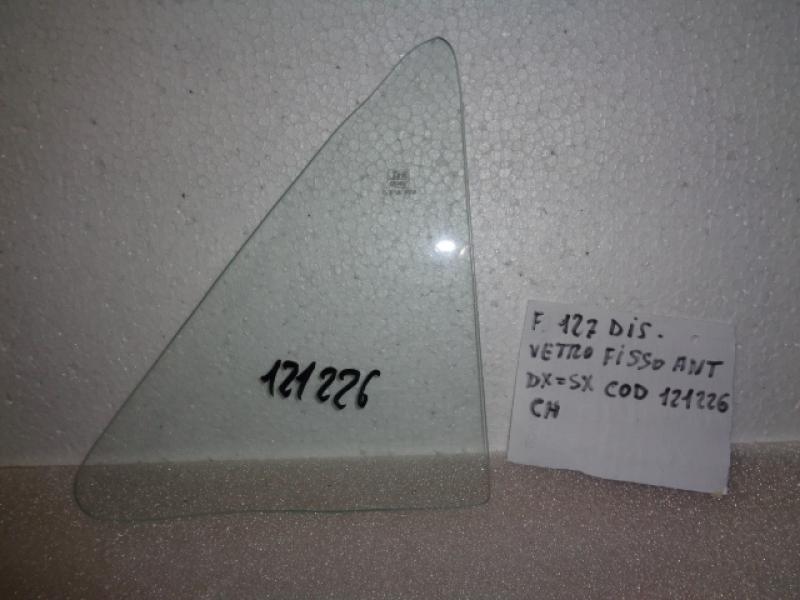 121226
F. 127 DIS.
VETRO FISSO ANT
DX=SX COD 121226
CH